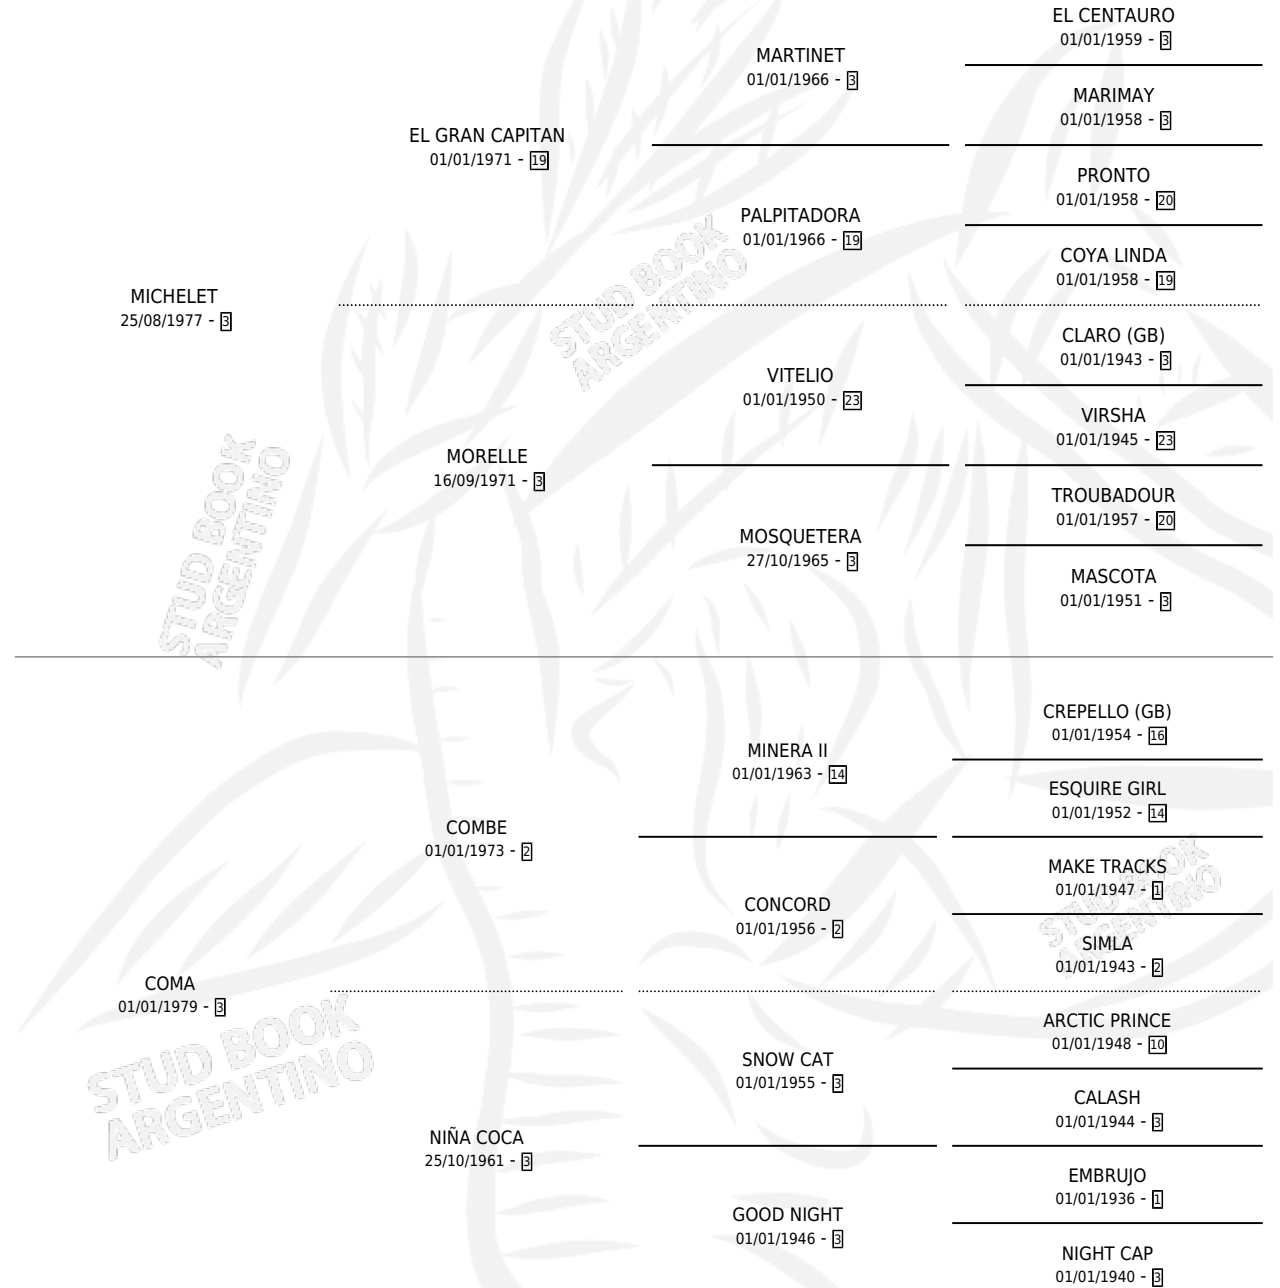 EL CENTAURO
01/01/1959 - 3
MARTINET
01/01/1966 - 3
MARIMAY
01/01/1958 - 3
EL GRAN CAPITAN
01/01/1971 - 19
PRONTO
01/01/1958 - 20
PALPITADORA
01/01/1966 - 19
COYA LINDA
01/01/1958 - 19
MICHELET
25/08/1977 - 3
STUD BOOK
ARGENTINO
CLARO (GB)
01/01/1943 - 3
VITELIO
01/01/1950 - 23
VIRSHA
01/01/1945 - 23
MORELLE
16/09/1971 - 3
TROUBADOUR
01/01/1957 - 20
MOSQUETERA
27/10/1965 - 3
MASCOTA
01/01/1951 - 3
STUD BOOK
ARGENTINO
CREPELLO (GB)
01/01/1954 - 16
MINERA II
01/01/1963 - 14
ESQUIRE GIRL
01/01/1952 - 14
COMBE
01/01/1973 - 2
MAKE TRACKS
01/01/1947 - 1
CONCORD
01/01/1956 - 2
SIMLA
01/01/1943 - 2
STUD BOOK
ARGENTINO
COMA
01/01/1979 - 3
ARCTIC PRINCE
01/01/1948 - 10
SNOW CAT
01/01/1955 - 3
CALASH
01/01/1944 - 3
STUD BOOK
ARGENTINO
NIÑA COCA
25/10/1961 - 3
EMBRUJO
01/01/1936 - 1
GOOD NIGHT
01/01/1946 - 3
NIGHT CAP
01/01/1940 - 3